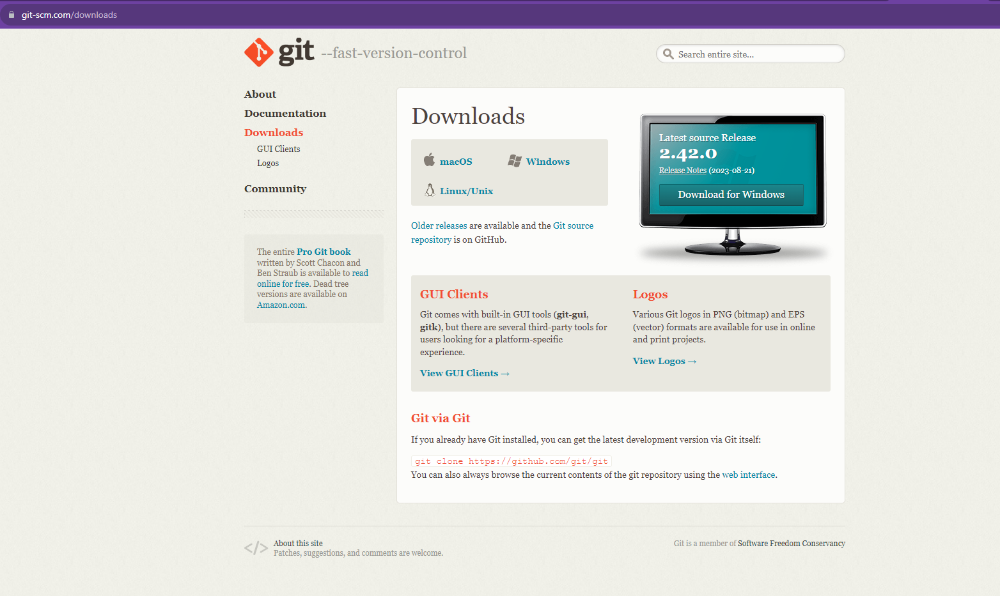 git-scm.com/downloads
git --fast-version-control
Search entire site...
About
Documentation
Downloads
GUI Clients
Logos
Community
The entire Pro Git book
written by Scott Chacon and
Ben Straub is available to read
online for free. Dead tree
versions are available on
Amazon.com.
Downloads
macOS
Windows
Linux/Unix
Older releases are available and the Git source
repository is on GitHub.
Latest source Release
2.42.0
Release Notes (2023-08-21)
Download for Windows
GUI Clients
Git comes with built-in GUI tools (git-gui,
gitk), but there are several third-party tools for
users looking for a platform-specific
experience.
View GUI Clients →
Logos
Various Git logos in PNG (bitmap) and EPS
(vector) formats are available for use in online
and print projects.
View Logos →
Git via Git
If you already have Git installed, you can get the latest development version via Git itself:
git clone https://github.com/git/git
You can also always browse the current contents of the git repository using the web interface.
</>
About this site
Patches, suggestions, and comments are welcome.
Git is a member of Software Freedom Conservancy